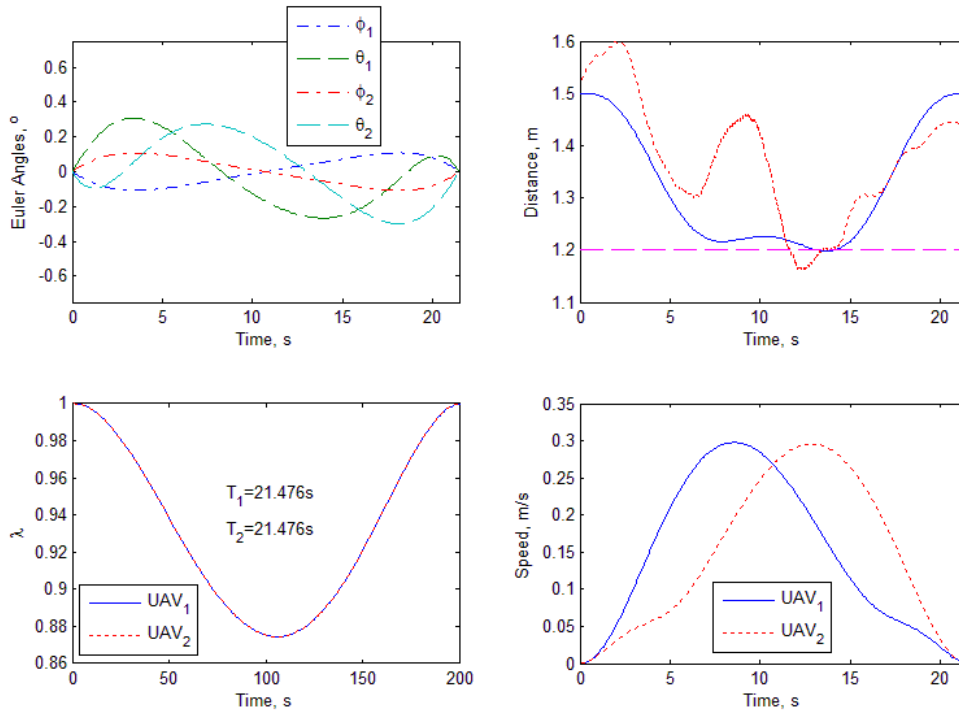 ϕ1
θ1
ϕ2
θ2
Euler Angles, °
0.6
0.4
0.2
0
-0.2
-0.4
-0.6
0 5 10 15 20
Time, s
Distance, m
1.6
1.5
1.4
1.3
1.2
1.1
0 5 10 15 20
Time, s
λ
1
0.98
0.96
0.94
0.92
0.9
0.88
0.86
T1=21.476s
T2=21.476s
UAV1
UAV2
0 50 100 150 200
Time, s
Speed, m/s
0.35
0.3
0.25
0.2
0.15
0.1
0.05
0
UAV1
UAV2
0 5 10 15 20
Time, s